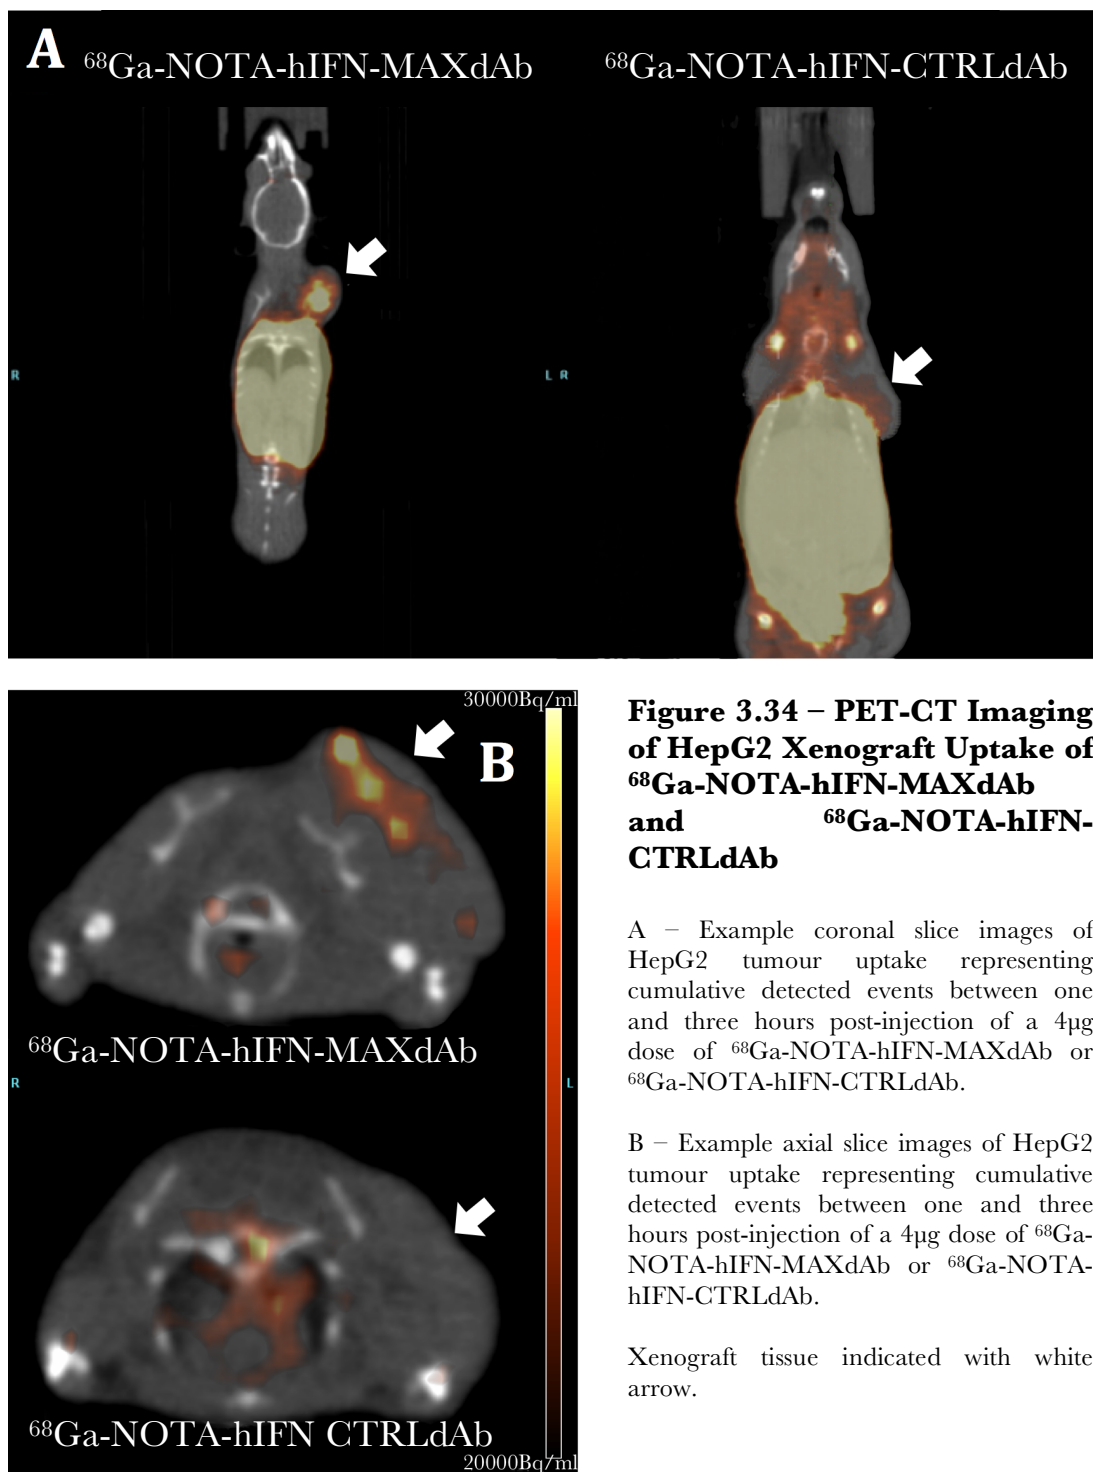 A
⁶⁸Ga-NOTA-hIFN-MAXdAb
⁶⁸Ga-NOTA-hIFN-CTRLdAb
R
L R
30000Bq/ml
B
⁶⁸Ga-NOTA-hIFN-MAXdAb
R
L
⁶⁸Ga-NOTA-hIFN CTRLdAb
20000Bq/ml
Figure 3.34 – PET-CT Imaging
of HepG2 Xenograft Uptake of
⁶⁸Ga-NOTA-hIFN-MAXdAb
and ⁶⁸Ga-NOTA-hIFN-
CTRLdAb
A – Example coronal slice images of
HepG2 tumour uptake representing
cumulative detected events between one
and three hours post-injection of a 4µg
dose of ⁶⁸Ga-NOTA-hIFN-MAXdAb or
⁶⁸Ga-NOTA-hIFN-CTRLdAb.
B – Example axial slice images of HepG2
tumour uptake representing cumulative
detected events between one and three
hours post-injection of a 4µg dose of ⁶⁸Ga-
NOTA-hIFN-MAXdAb or ⁶⁸Ga-NOTA-
hIFN-CTRLdAb.
Xenograft tissue indicated with white
arrow.